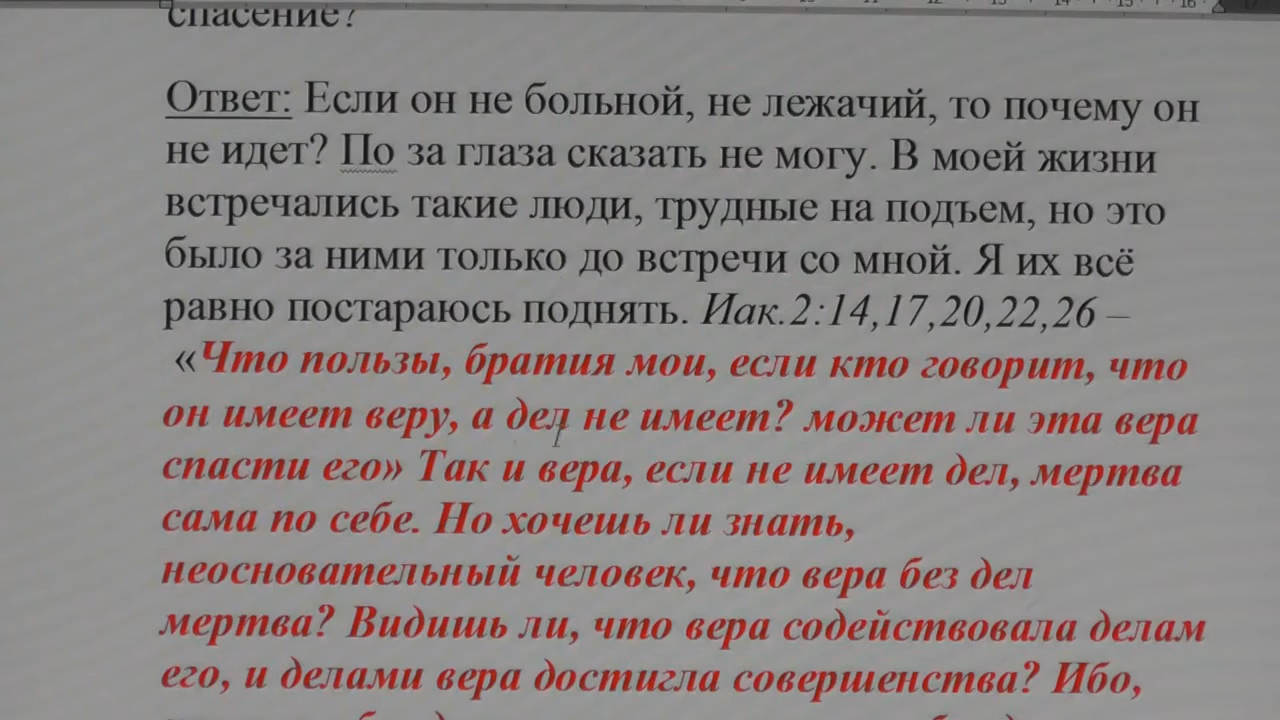 спасение?
Ответ: Если он не больной, не лежачий, то почему он
не идет? По за глаза сказать не могу. В моей жизни
встречались такие люди, трудные на подъем, но это
было за ними только до встречи со мной. Я их всё
равно постараюсь поднять. Иак.2:14,17,20,22,26 –
«Что пользы, братия мои, если кто говорит, что
он имеет веру, а дел не имеет? может ли эта вера
спасти его» Так и вера, если не имеет дел, мертва
сама по себе. Но хочешь ли знать,
неосновательный человек, что вера без дел
мертва? Видишь ли, что вера содействовала делам
его, и делами вера достигла совершенства? Ибо,